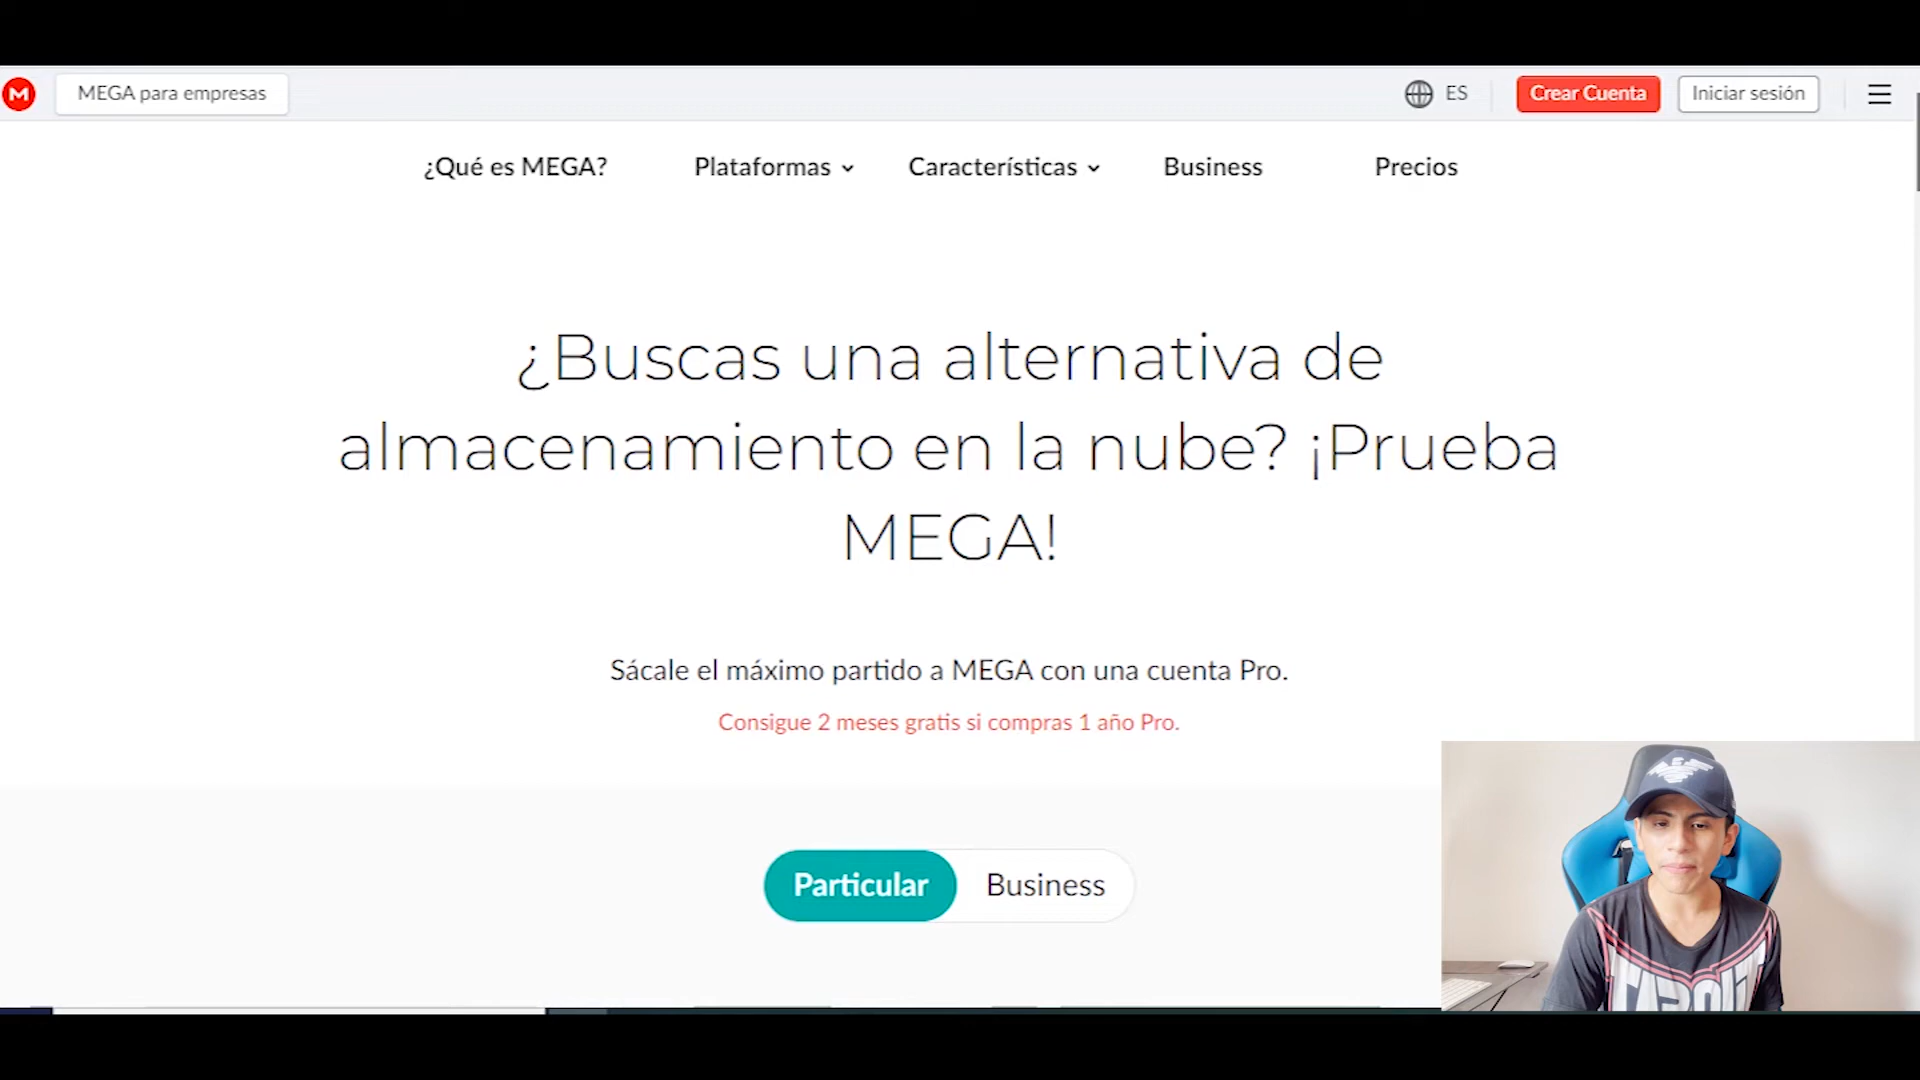 M MEGA para empresas ES Crear Cuenta Iniciar sesión
¿Qué es MEGA? Plataformas Características Business Precios
¿Buscas una alternativa de
almacenamiento en la nube? ¡Prueba
MEGA!
Sácale el máximo partido a MEGA con una cuenta Pro.
Consigue 2 meses gratis si compras 1 año Pro.
Particular Business